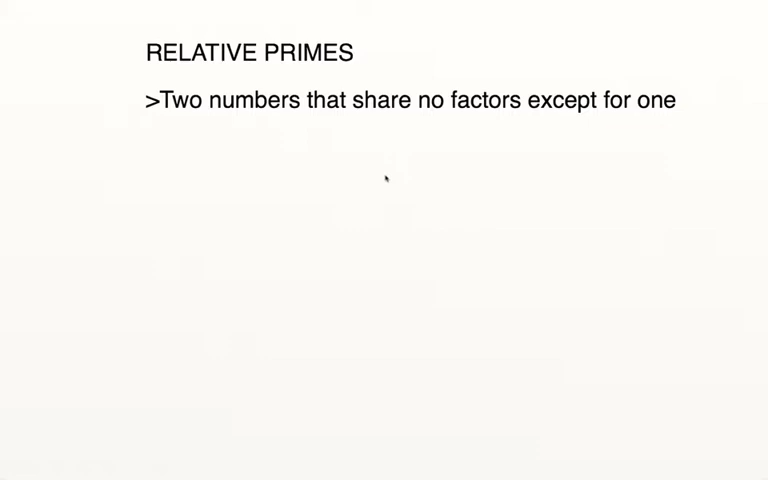 RELATIVE PRIMES
>Two numbers that share no factors except for one